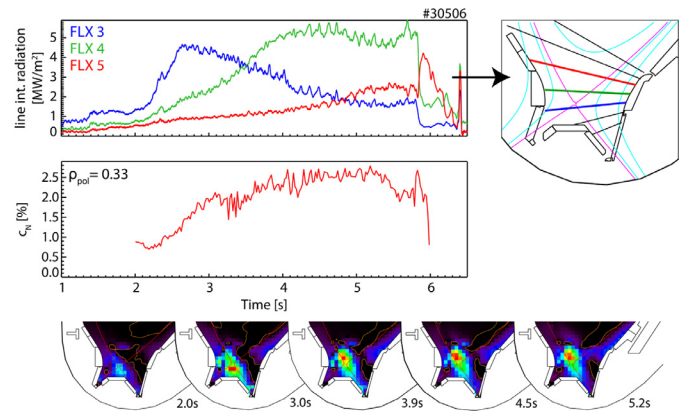 #30506
FLX 3
FLX 4
FLX 5
line int. radiation
[MW/m²]
5
4
3
2
1
0
ρpol= 0.33
cN [%]
2.5
2.0
1.5
1.0
0.5
0.0
1 2 3 4 5 6
Time [s]
2.0s 3.0s 3.9s 4.5s 5.2s